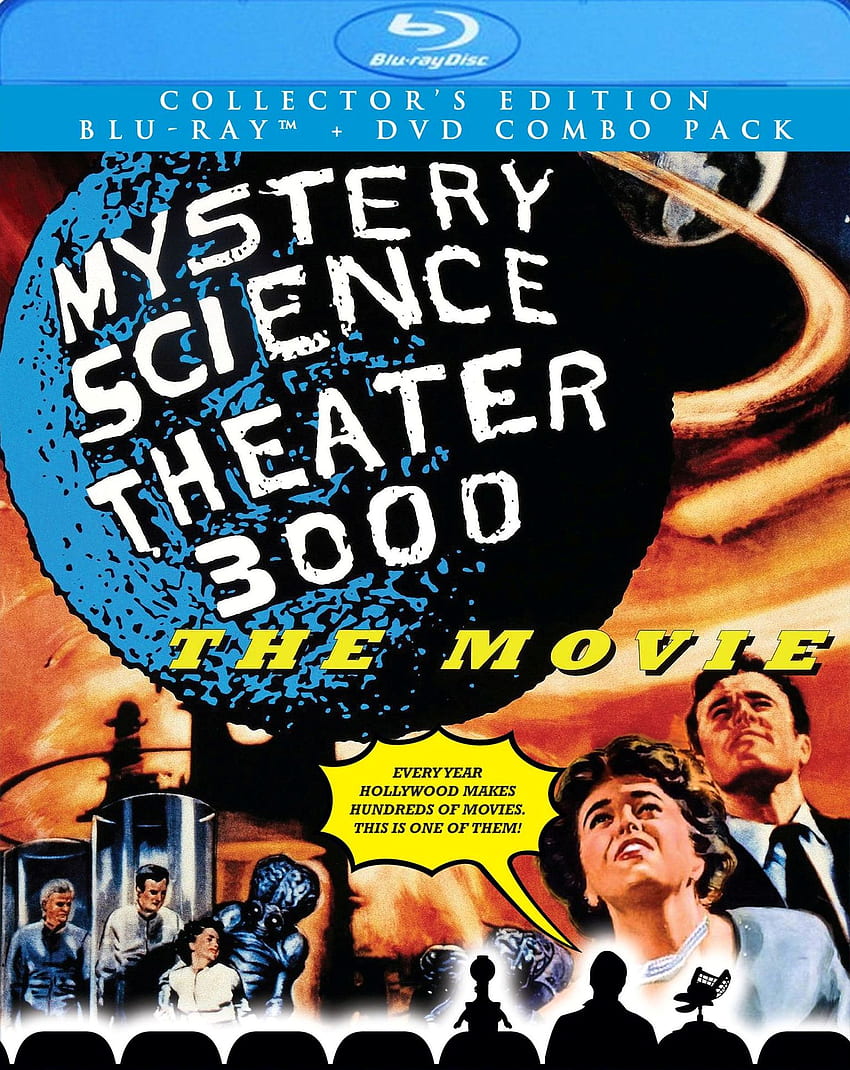 Blu-ray Disc
COLLECTOR'S EDITION
BLU-RAY™ + DVD COMBO PACK
MYSTERY
SCIENCE
THEATER
3000
THE MOVIE
EVERY YEAR
HOLLYWOOD MAKES
HUNDREDS OF MOVIES.
THIS IS ONE OF THEM!